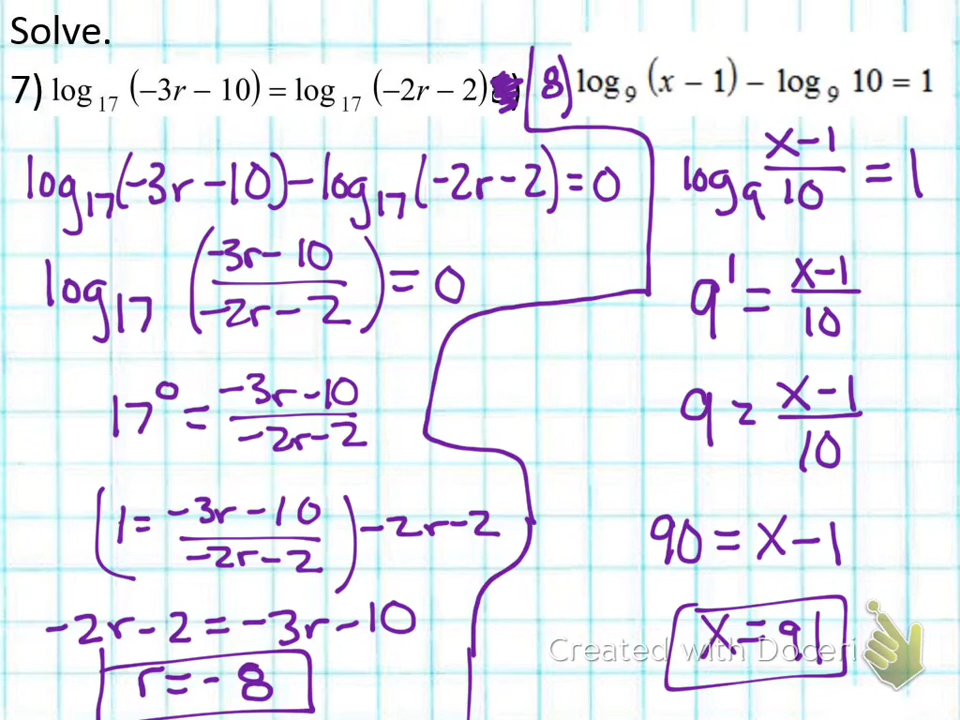 Solve.
7) log₁₇ (−3r − 10) = log₁₇ (−2r − 2)
log₁₇(−3r − 10) − log₁₇(−2r − 2) = 0
log₁₇ ((−3r − 10)/(−2r − 2)) = 0
17⁰ = (−3r − 10)/(−2r − 2)
(1 = (−3r − 10)/(−2r − 2)) −2r − 2
−2r − 2 = −3r − 10
r = −8
8) log₉ (x − 1) − log₉ 10 = 1
log₉ (x − 1)/10 = 1
9¹ = (x − 1)/10
9 = (x − 1)/10
90 = x − 1
x = 91
Created with Doceri